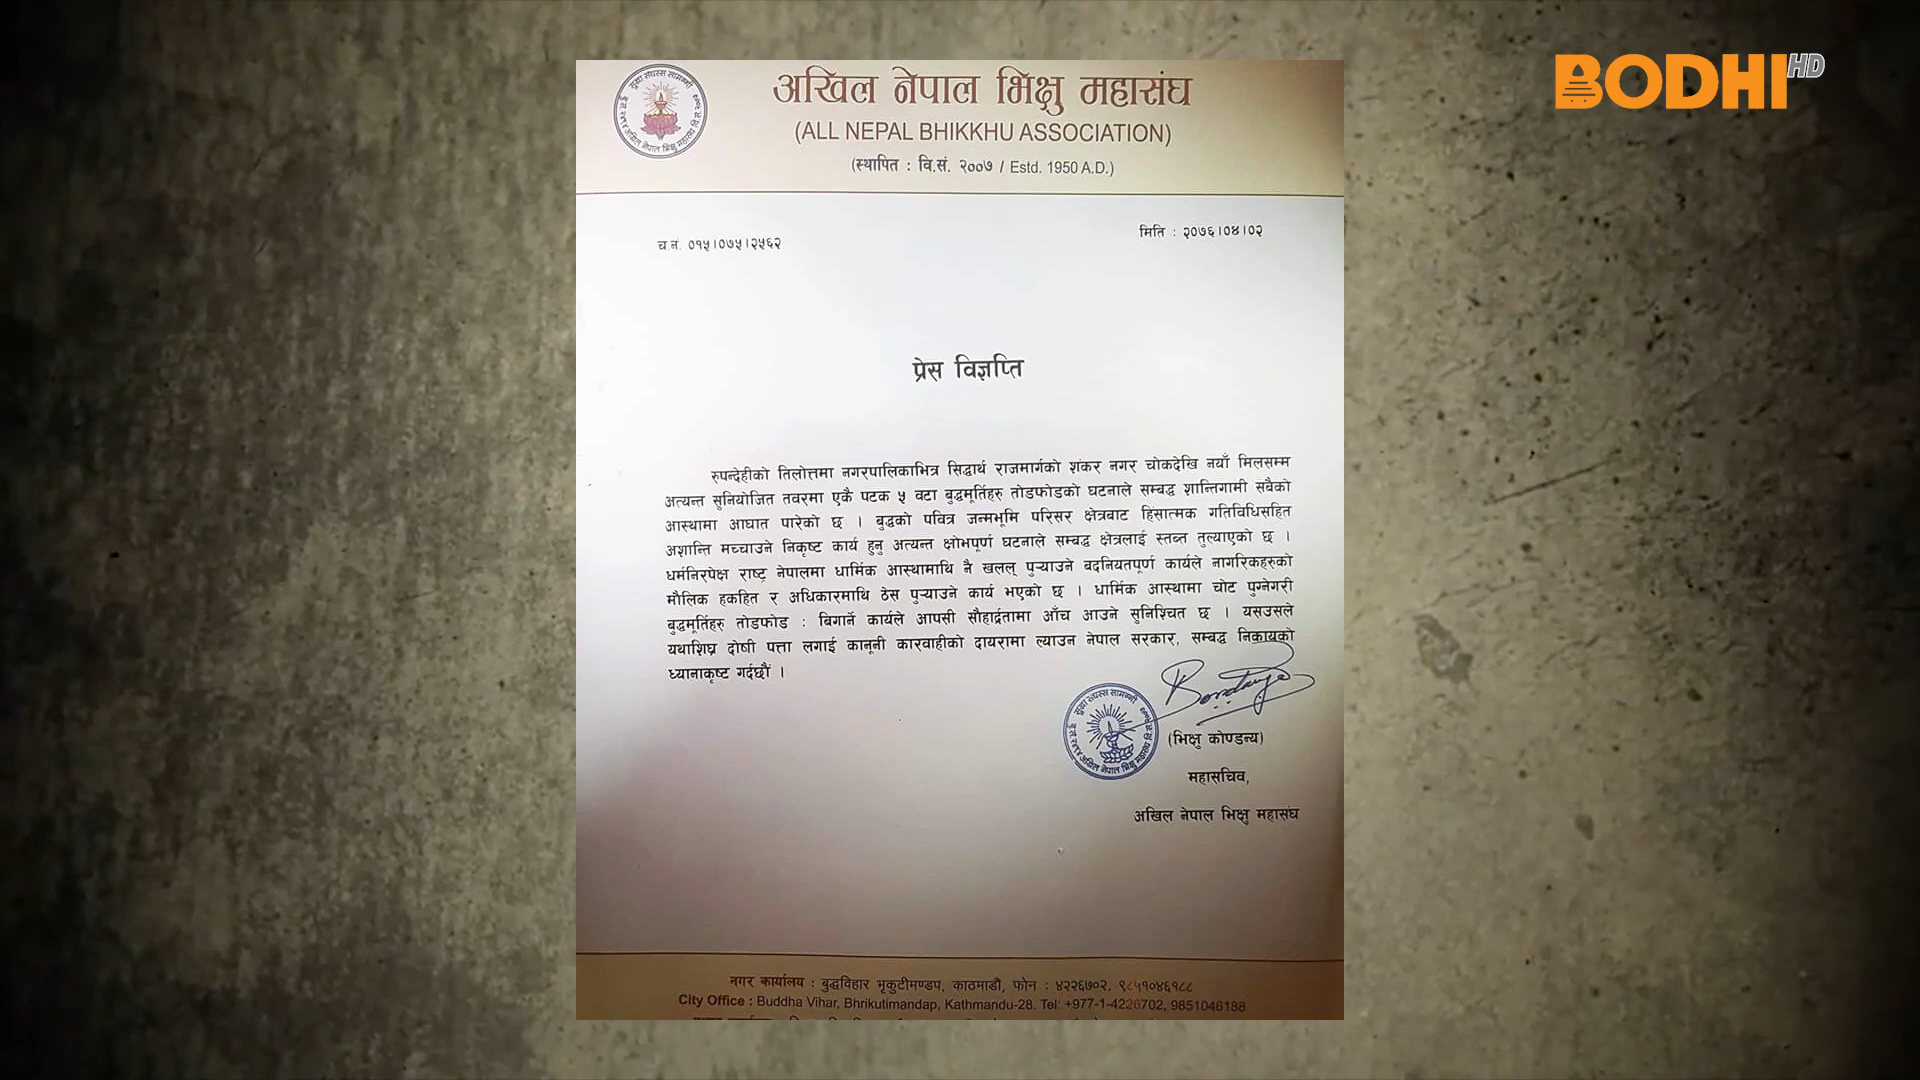 BODHI HD
अखिल नेपाल भिक्षु महासंघ
(ALL NEPAL BHIKKHU ASSOCIATION)
(स्थापित : वि.सं. २००७ / Estd. 1950 A.D.)
च.नं. ०१५।०७५।२५६२
मिति : २०७६।०४।०२
प्रेस विज्ञप्ति
रुपन्देहीको तिलोत्तमा नगरपालिकाभित्र सिद्धार्थ राजमार्गको शंकर नगर चोकदेखि नयाँ मिलसम्म
अत्यन्त सुनियोजित तवरमा एकै पटक ५ वटा बुद्धमूर्तिहरु तोडफोडको घटनाले सम्बद्ध शान्तिगामी सबैको
आस्थामा आघात पारेको छ । बुद्धको पवित्र जन्मभूमि परिसर क्षेत्रबाट हिंसात्मक गतिविधिसहित
अशान्ति मच्चाउने निकृष्ट कार्य हुनु अत्यन्त क्षोभपूर्ण घटनाले सम्बद्ध क्षेत्रलाई स्तब्त तुल्याएको छ ।
धर्मनिरपेक्ष राष्ट्र नेपालमा धार्मिक आस्थामाथि नै खलल् पुऱ्याउने बदनियतपूर्ण कार्यले नागरिकहरुको
मौलिक हकहित र अधिकारमाथि ठेस पुऱ्याउने कार्य भएको छ । धार्मिक आस्थामा चोट पुग्नेगरी
बुद्धमूर्तिहरु तोडफोड : बिगार्ने कार्यले आपसी सौहार्द्रतामा आँच आउने सुनिश्चित छ । यसउसले
यथाशिघ्र दोषी पत्ता लगाई कानूनी कारवाहीको दायरामा ल्याउन नेपाल सरकार, सम्बद्ध निकायको
ध्यानाकृष्ट गर्दछौं ।
(भिक्षु कोण्डन्य)
महासचिव,
अखिल नेपाल भिक्षु महासंघ
नगर कार्यालय : बुद्धविहार भृकुटीमण्डप, काठमाडौं, फोन : ४२२६७०२, ९८५१०४६१८८
City Office : Buddha Vihar, Bhrikutimandap, Kathmandu-28. Tel: +977-1-4226702, 9851046188